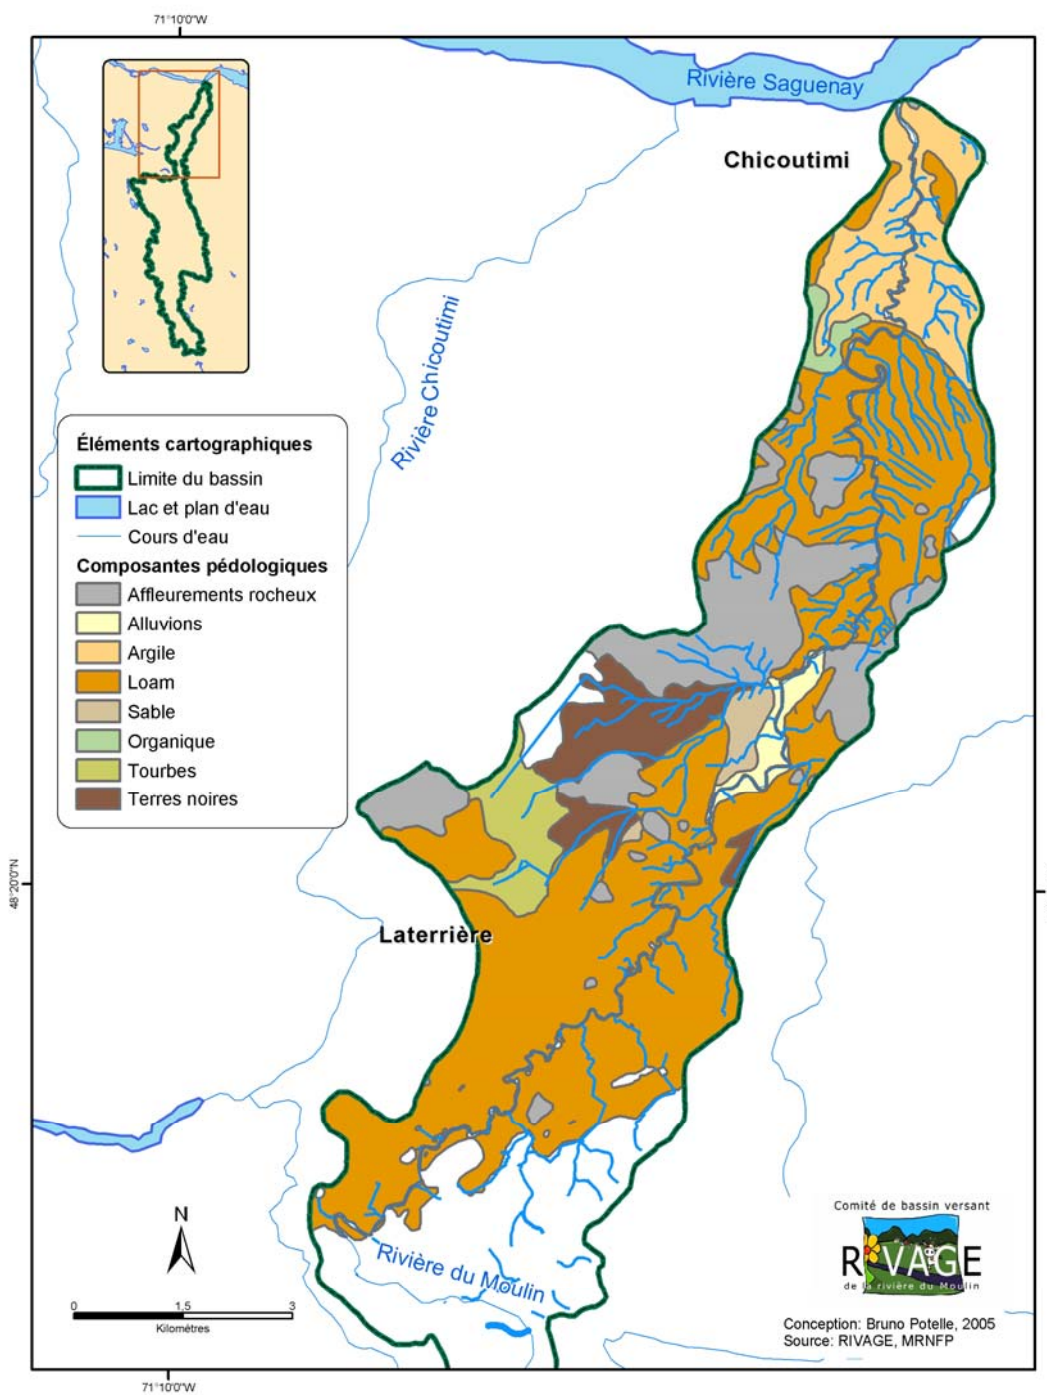 71°10'0"W
Rivière Saguenay
Chicoutimi
Rivière Chicoutimi
Éléments cartographiques
Limite du bassin
Lac et plan d'eau
Cours d'eau
Composantes pédologiques
Affleurements rocheux
Alluvions
Argile
Loam
Sable
Organique
Tourbes
Terres noires
48°20'0"N
Laterrière
N
Rivière du Moulin
0 1,5 3
Kilomètres
Comité de bassin versant
RIVAGE
de la rivière du Moulin
Conception: Bruno Potelle, 2005
Source: RIVAGE, MRNFP
71°10'0"W